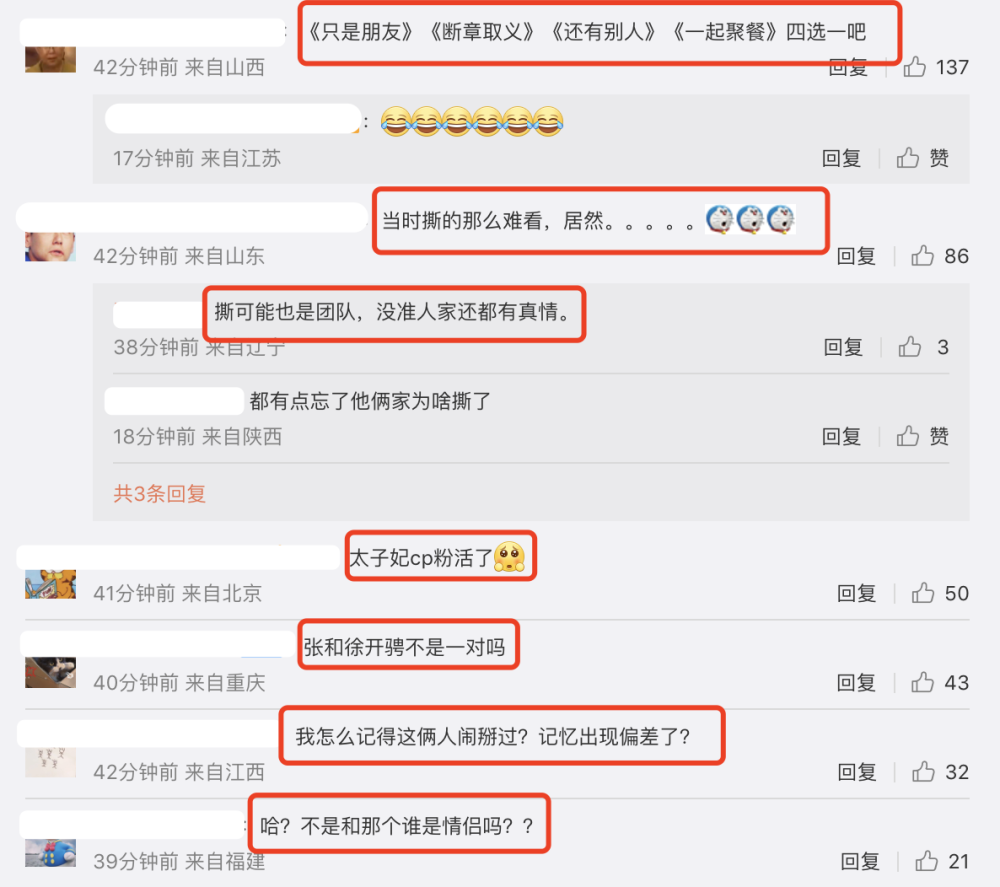 :《只是朋友》《断章取义》《还有别人》《一起聚餐》四选一吧
42分钟前 来自山西 回复 137
: 😂😂😂😂😂😂
17分钟前 来自江苏 回复 赞
当时撕的那么难看，居然。。。。。
42分钟前 来自山东 回复 86
撕可能也是团队，没准人家还都有真情。
38分钟前 来自辽宁 回复 3
都有点忘了他俩家为啥撕了
18分钟前 来自陕西 回复 赞
共3条回复
太子妃cp粉活了🥺
41分钟前 来自北京 回复 50
张和徐开骋不是一对吗
40分钟前 来自重庆 回复 43
我怎么记得这俩人闹掰过？记忆出现偏差了？
42分钟前 来自江西 回复 32
:哈？不是和那个谁是情侣吗？？
39分钟前 来自福建 回复 21